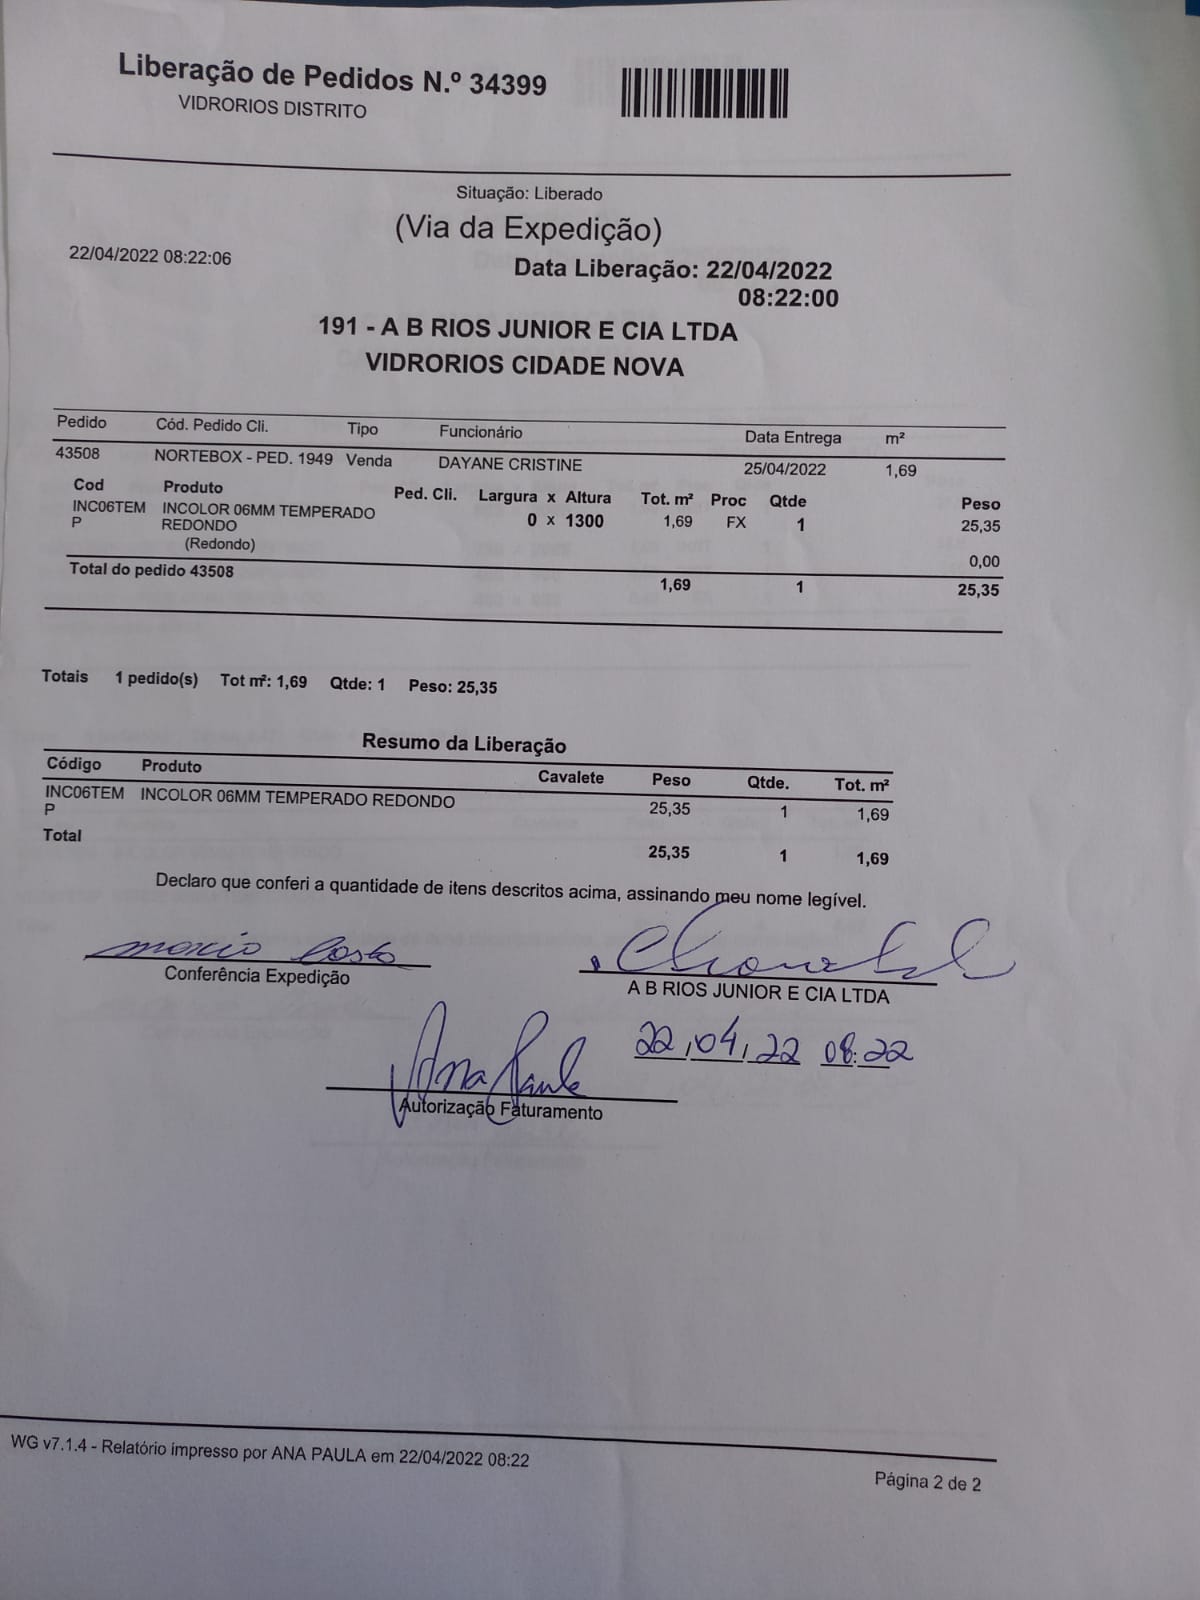 Liberação de Pedidos N.º 34399
VIDRORIOS DISTRITO
Situação: Liberado
(Via da Expedição)
22/04/2022 08:22:06
Data Liberação: 22/04/2022
08:22:00
191 - A B RIOS JUNIOR E CIA LTDA
VIDRORIOS CIDADE NOVA
Pedido Cód. Pedido Cli. Tipo Funcionário Data Entrega m²
43508 NORTEBOX - PED. 1949 Venda DAYANE CRISTINE 25/04/2022 1,69
Cod Produto Ped. Cli. Largura x Altura Tot. m² Proc Qtde Peso
INC06TEM INCOLOR 06MM TEMPERADO 0 x 1300 1,69 FX 1 25,35
P REDONDO
(Redondo) 0,00
Total do pedido 43508 1,69 1 25,35
Totais 1 pedido(s) Tot m²: 1,69 Qtde: 1 Peso: 25,35
Resumo da Liberação
Código Produto Cavalete Peso Qtde. Tot. m²
INC06TEM INCOLOR 06MM TEMPERADO REDONDO 25,35 1 1,69
P
Total 25,35 1 1,69
Declaro que conferi a quantidade de itens descritos acima, assinando meu nome legível.
marcio Costa
Conferência Expedição
A B RIOS JUNIOR E CIA LTDA
22/04/22 08:22
Ana Paula
Autorização Faturamento
WG v7.1.4 - Relatório impresso por ANA PAULA em 22/04/2022 08:22
Página 2 de 2